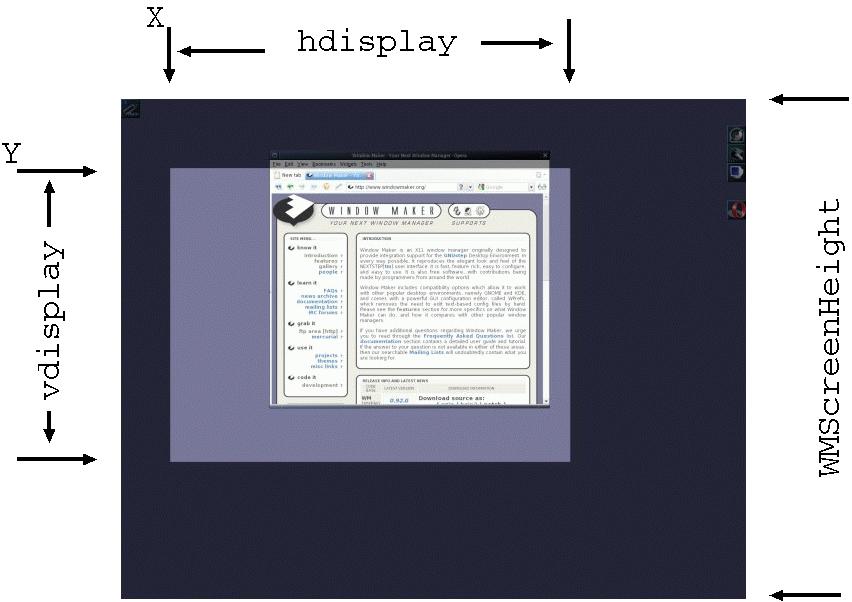 X
hdisplay
Y
vdisplay
WMScreenHeight
Window Maker - Your Next Window Manager - Opera
File Edit View Bookmarks Widgets Tools Help
New tab
Window Maker - Yo...
http://www.windowmaker.org/
Google
WINDOW MAKER
YOUR NEXT WINDOW MANAGER
SUPPORTS
SITE MENU...
know it
introduction
features
gallery
people
learn it
FAQs
news archive
documentation
mailing lists
IRC forums
grab it
ftp area [http]
mercurial
use it
projects
themes
misc links
code it
development
INTRODUCTION
Window Maker is an X11 window manager originally designed to
provide integration support for the GNUstep Desktop Environment. In
every way possible, it reproduces the elegant look and feel of the
NEXTSTEP[tm] user interface. It is fast, feature rich, easy to configure,
and easy to use. It is also free software, with contributions being
made by programmers from around the world.
Window Maker includes compatibility options which allow it to work
with other popular desktop environments, namely GNOME and KDE,
and comes with a powerful GUI configuration editor, called WPrefs,
which removes the need to edit text-based config files by hand.
Please see the features section for more specifics on what Window
Maker can do, and how it compares with other popular window
managers.
If you have additional questions regarding Window Maker, we urge
you to read through the Frequently Asked Questions list. Our
documentation section contains a detailed user guide and tutorial.
If the answer to your question is not available in either of those areas,
then our searchable Mailing Lists will undoubtedly contain what you
are looking for.
RELEASE INFO AND LATEST NEWS
CODE BASE
LATEST VERSION
DOWNLOAD INFORMATION
WM
0.92.0
Download source as: